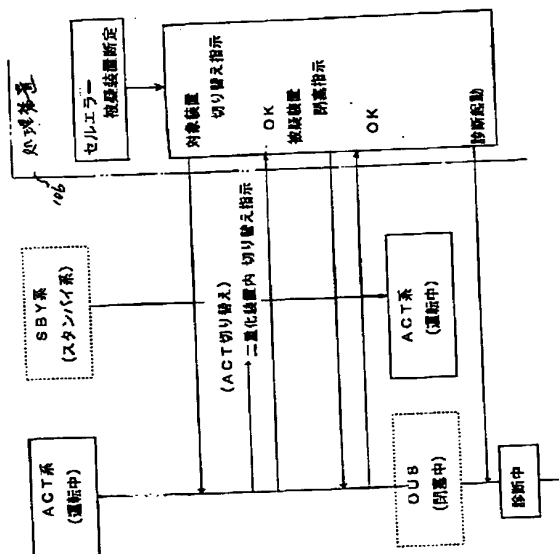 ACT系
(運転中)
SBY系
(スタンバイ系)
処理装置
106
セルエラー
被疑装置断定
対象装置
切り替え指示
(ACT切り替え)
二重化装置内 切り替え指示
OK
被疑装置
閉塞指示
OK
OUS
(閉塞中)
ACT系
(運転中)
診断起動
診断中